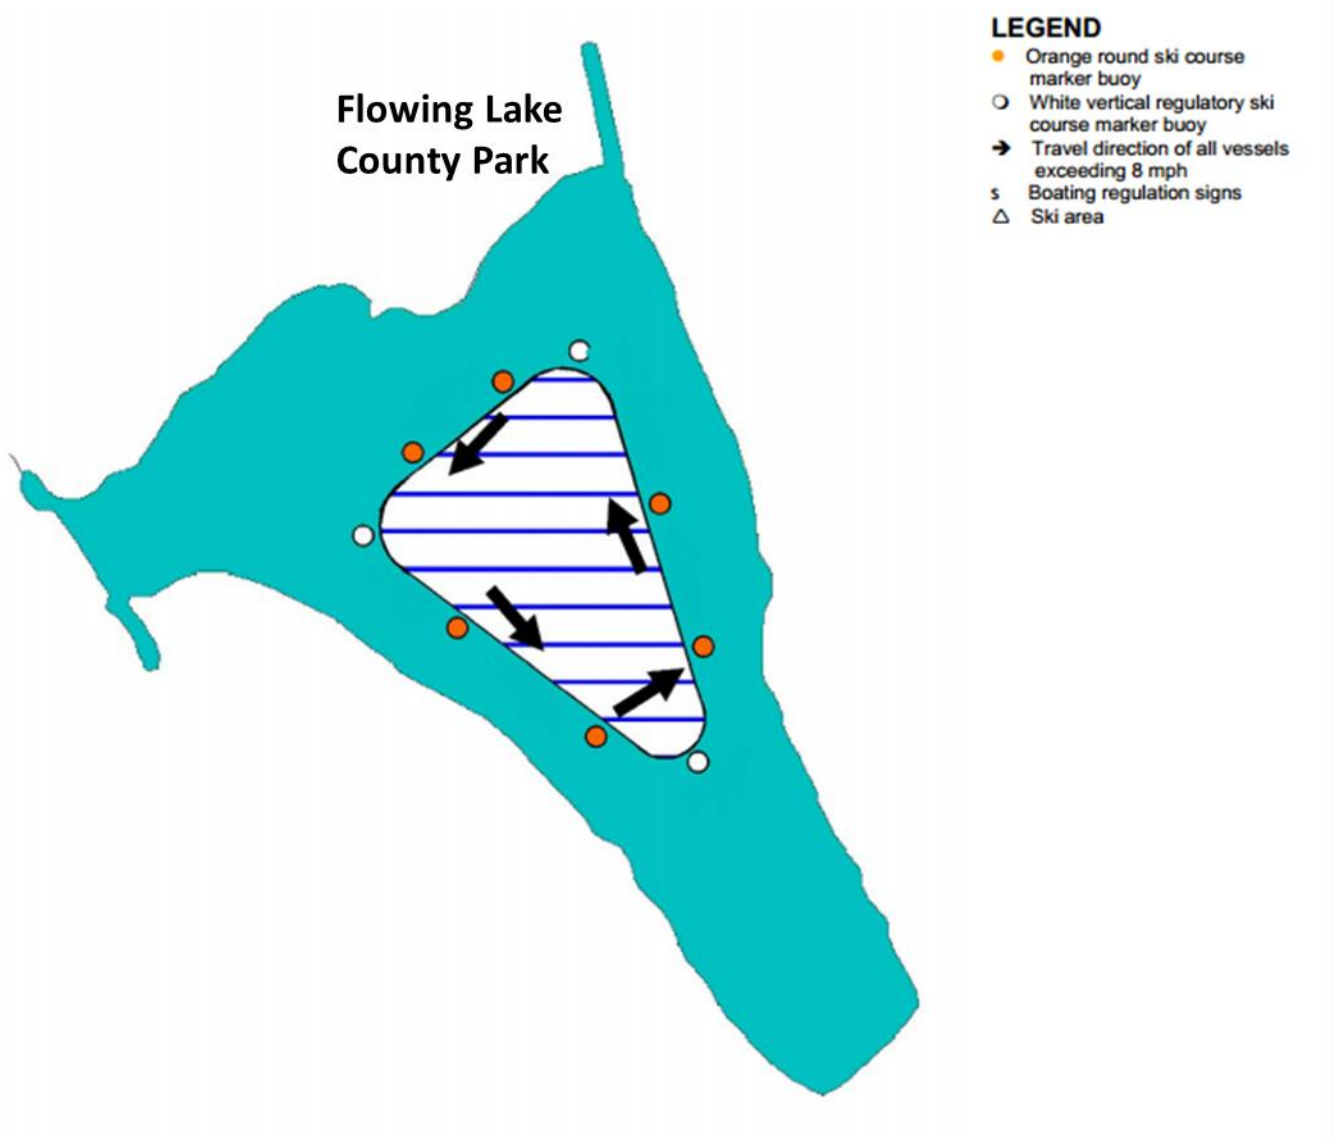 Flowing Lake
County Park
LEGEND
Orange round ski course
marker buoy
White vertical regulatory ski
course marker buoy
Travel direction of all vessels
exceeding 8 mph
s Boating regulation signs
Ski area